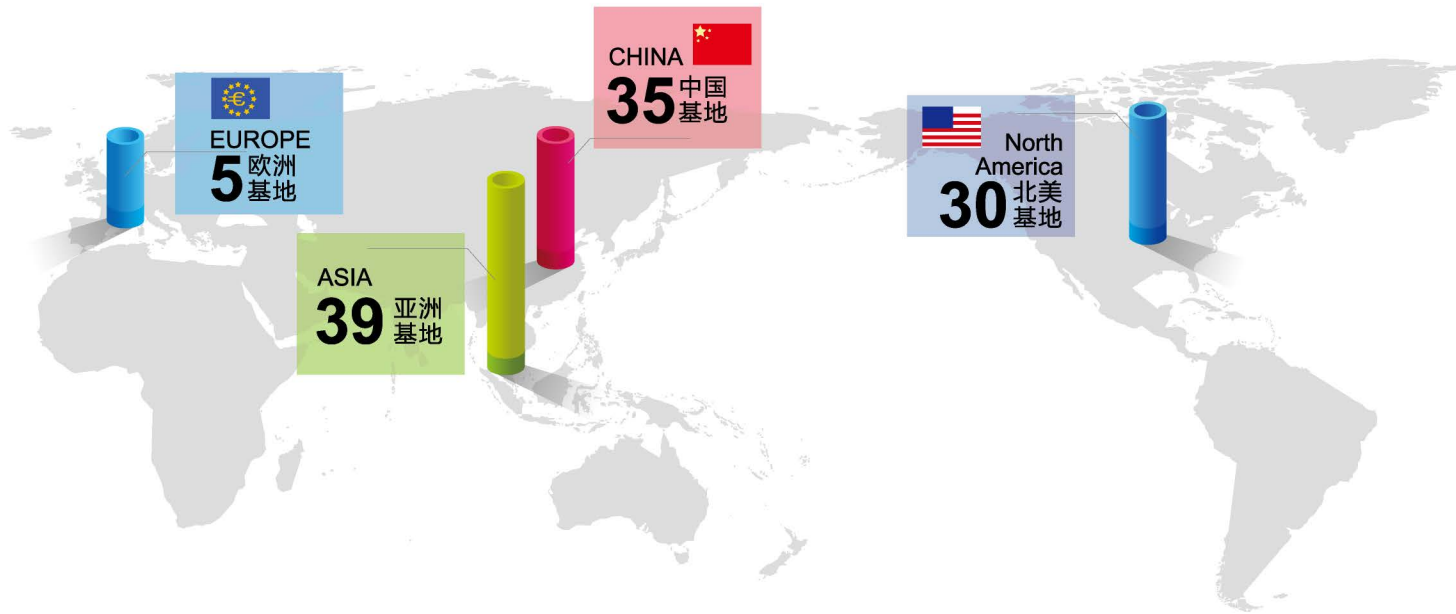 EUROPE
5 欧洲
基地
CHINA
35 中国
基地
ASIA
39 亚洲
基地
North
America
30 北美
基地